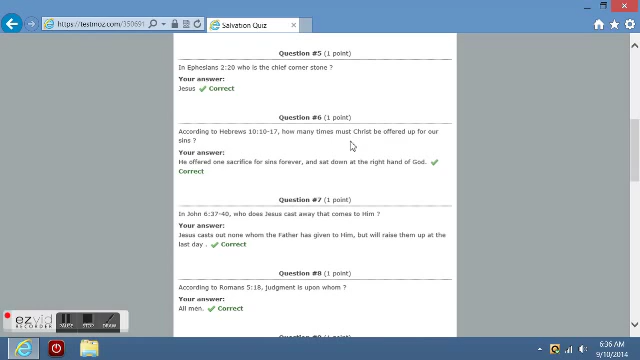 https://testmoz.com/350691
Salvation Quiz
Question #5 (1 point)
In Ephesians 2:20 who is the chief corner stone?
Your answer:
Jesus Correct
Question #6 (1 point)
According to Hebrews 10:10-17, how many times must Christ be offered up for our
sins ?
Your answer:
He offered one sacrifice for sins forever, and sat down at the right hand of God.
Correct
Question #7 (1 point)
In John 6:37-40, who does Jesus cast away that comes to Him ?
Your answer:
Jesus casts out none whom the Father has given to Him, but will raise them up at the
last day . Correct
Question #8 (1 point)
According to Romans 5:18, judgment is upon whom ?
Your answer:
All men. Correct
ezvid
RECORDER
PAUSE STOP DRAW
6:36 AM
9/10/2014